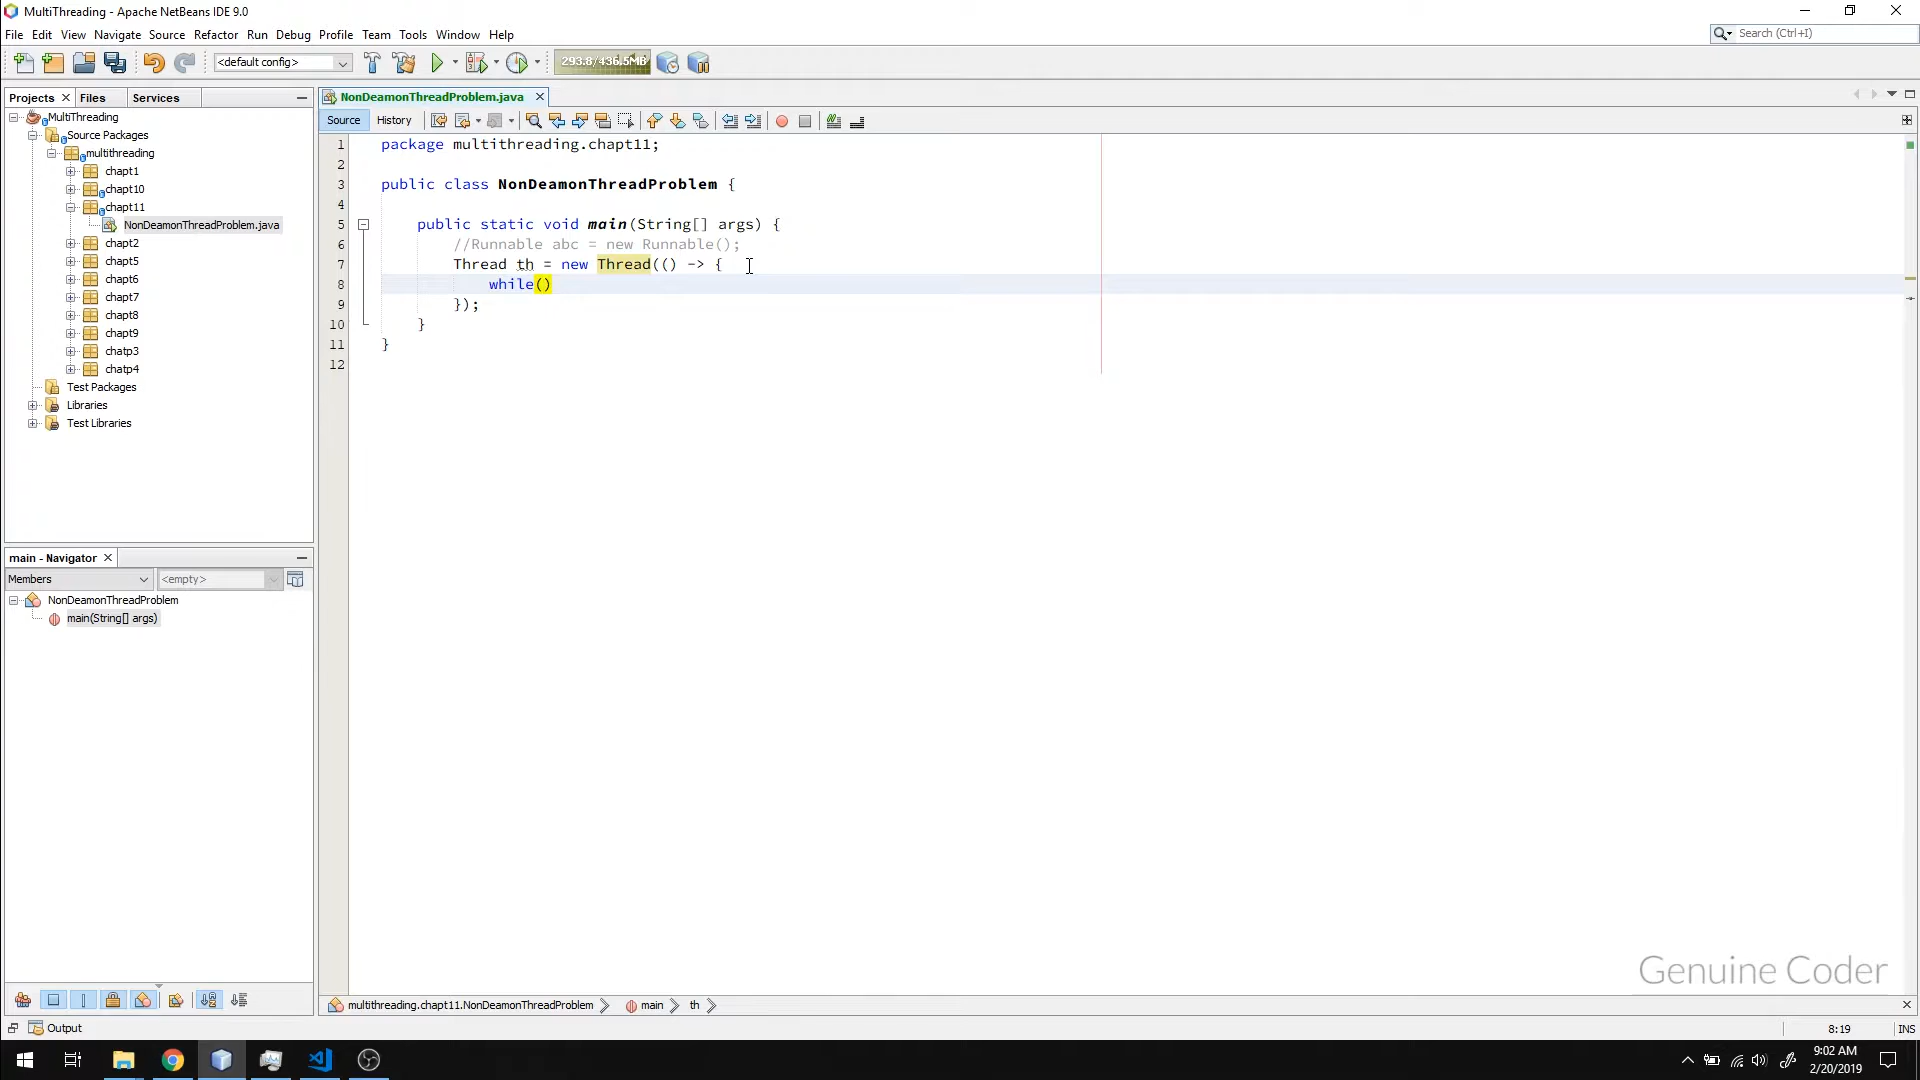 MultiThreading - Apache NetBeans IDE 9.0
File Edit View Navigate Source Refactor Run Debug Profile Team Tools Window Help
Search (Ctrl+I)
<default config>
293.8/436.5MB
Projects
Files
Services
NonDeamonThreadProblem.java
Source
History
MultiThreading
Source Packages
multithreading
chapt1
chapt10
chapt11
NonDeamonThreadProblem.java
chapt2
chapt5
chapt6
chapt7
chapt8
chapt9
chatp3
chatp4
Test Packages
Libraries
Test Libraries
1 package multithreading.chapt11;
2
3 public class NonDeamonThreadProblem {
4
5 public static void main(String[] args) {
6 //Runnable abc = new Runnable();
7 Thread th = new Thread(() -> {
8 while()
9 });
10 }
11 }
12
main - Navigator
Members
<empty>
NonDeamonThreadProblem
main(String[] args)
Genuine Coder
multithreading.chapt11.NonDeamonThreadProblem main th
Output
8:19
INS
9:02 AM
2/20/2019